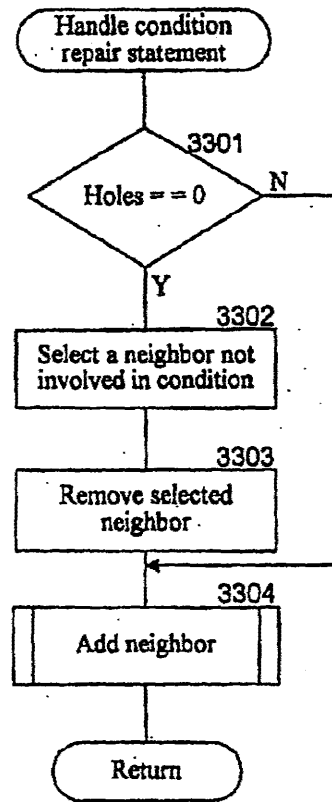 Handle condition
repair statement
3301
Holes = = 0
N
Y
3302
Select a neighbor not
involved in condition
3303
Remove selected
neighbor
3304
Add neighbor
Return